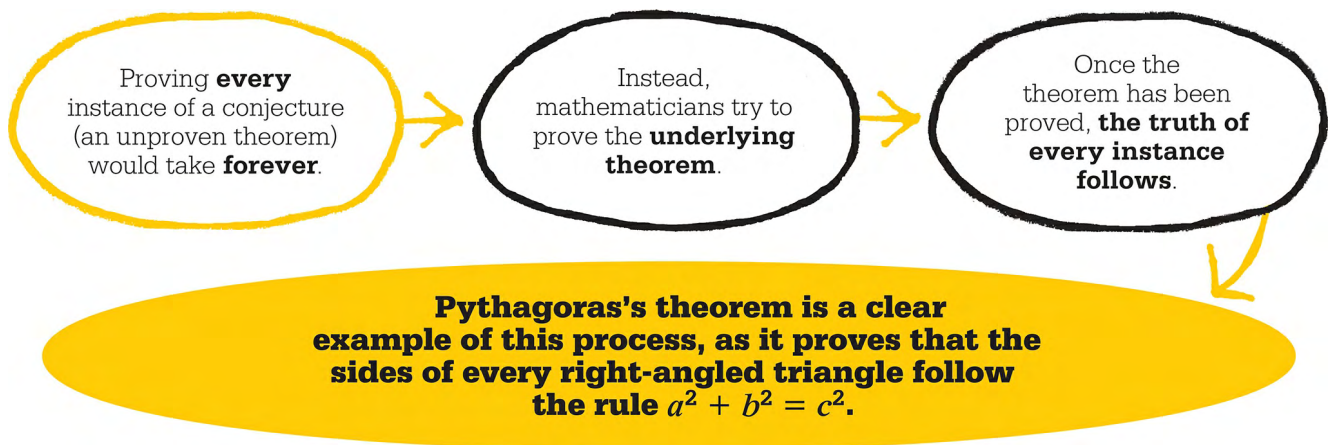 Proving every
instance of a conjecture
(an unproven theorem)
would take forever.
Instead,
mathematicians try to
prove the underlying
theorem.
Once the
theorem has been
proved, the truth of
every instance
follows.
Pythagoras's theorem is a clear
example of this process, as it proves that the
sides of every right-angled triangle follow
the rule a² + b² = c².